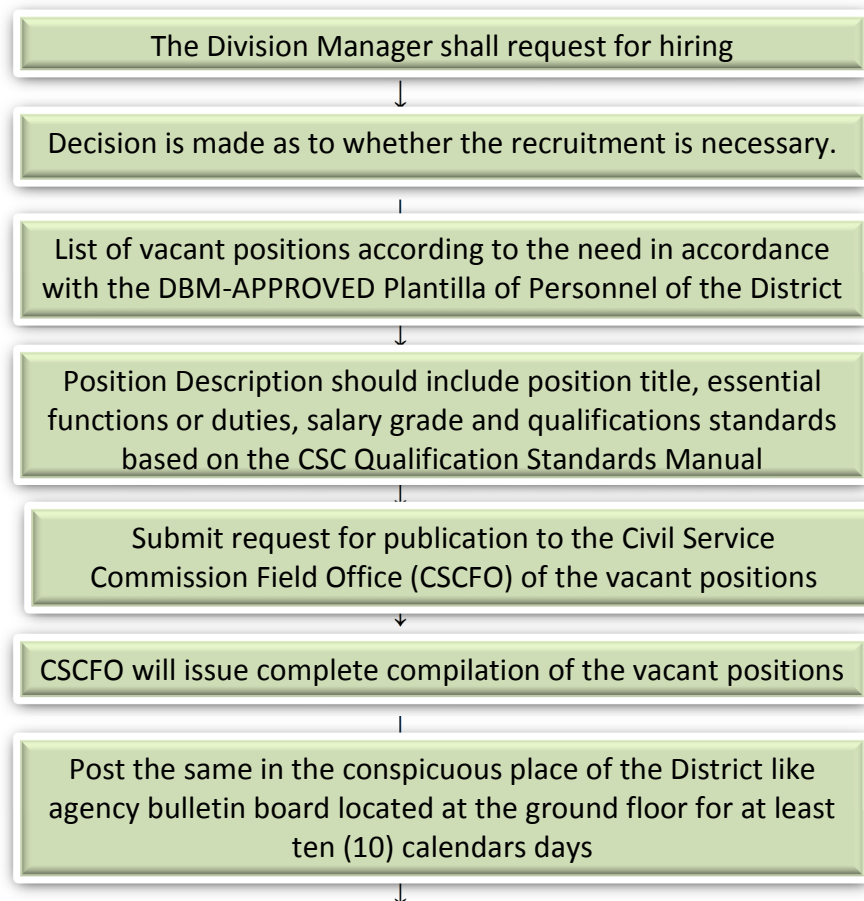 The Division Manager shall request for hiring
Decision is made as to whether the recruitment is necessary.
List of vacant positions according to the need in accordance
with the DBM-APPROVED Plantilla of Personnel of the District
Position Description should include position title, essential
functions or duties, salary grade and qualifications standards
based on the CSC Qualification Standards Manual
Submit request for publication to the Civil Service
Commission Field Office (CSCFO) of the vacant positions
CSCFO will issue complete compilation of the vacant positions
Post the same in the conspicuous place of the District like
agency bulletin board located at the ground floor for at least
ten (10) calendars days